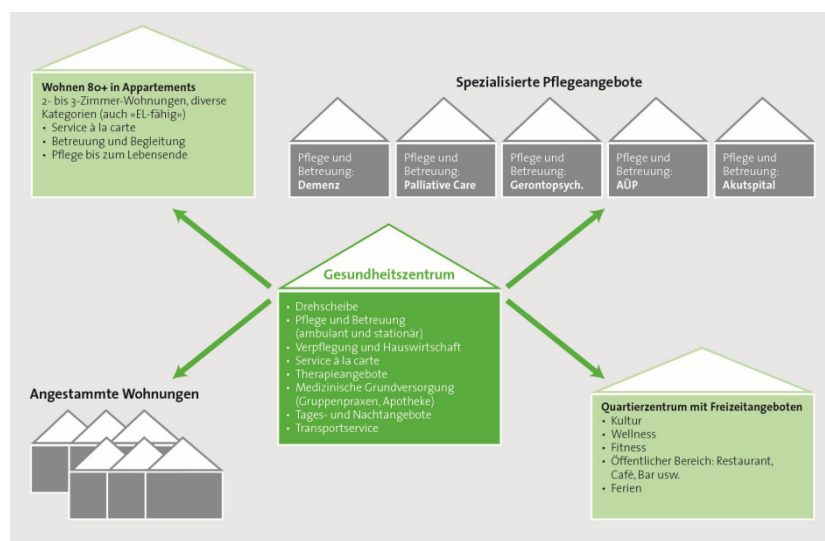 Wohnen 80+ in Appartements
2- bis 3-Zimmer-Wohnungen, diverse
Kategorien (auch «EL-fähig»)
• Service à la carte
• Betreuung und Begleitung
• Pflege bis zum Lebensende
Spezialisierte Pflegeangebote
Pflege und
Betreuung:
Demenz
Pflege und
Betreuung:
Palliative Care
Pflege und
Betreuung:
Gerontopsych.
Pflege und
Betreuung:
AÜP
Pflege und
Betreuung:
Akutspital
Gesundheitszentrum
• Drehscheibe
• Pflege und Betreuung
(ambulant und stationär)
• Verpflegung und Hauswirtschaft
• Service à la carte
• Therapieangebote
• Medizinische Grundversorgung
(Gruppenpraxen, Apotheke)
• Tages- und Nachtangebote
• Transportservice
Angestammte Wohnungen
Quartierzentrum mit Freizeitangeboten
• Kultur
• Wellness
• Fitness
• Öffentlicher Bereich: Restaurant,
Café, Bar usw.
• Ferien